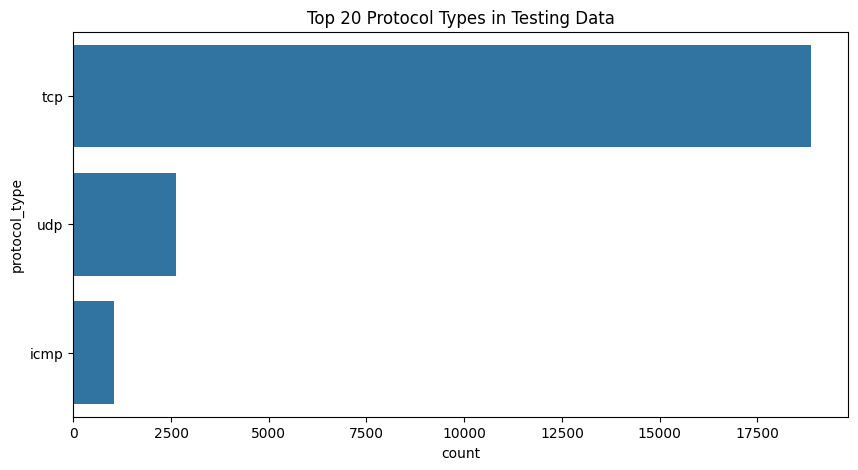 Top 20 Protocol Types in Testing Data
protocol_type
tcp
udp
icmp
0 2500 5000 7500 10000 12500 15000 17500
count